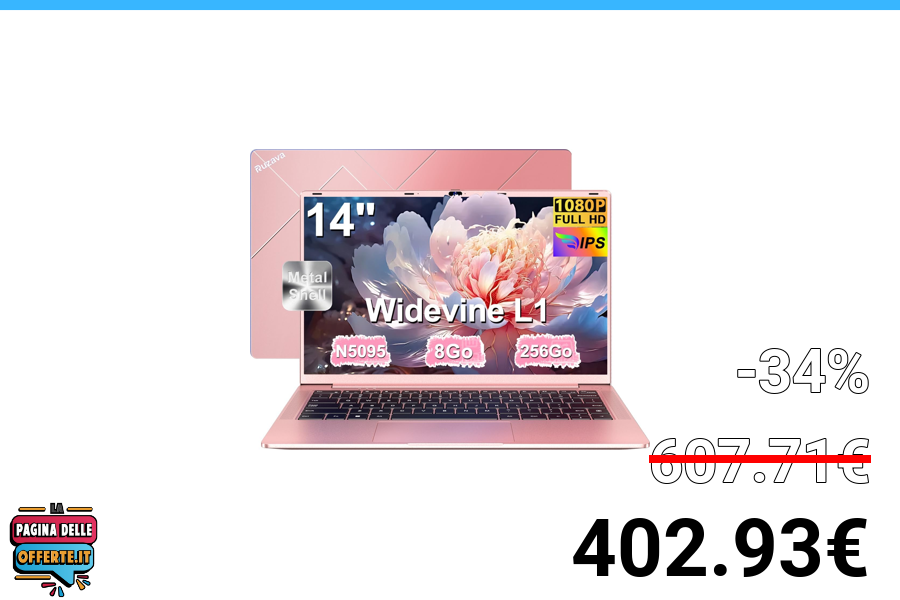 Ruzava
14"
1080P
FULL HD
IPS
Metal
Shell
Widevine L1
N5095
8Go
256Go
-34%
607.71€
402.93€
LA
PAGINA DELLE
OFFERTE.IT